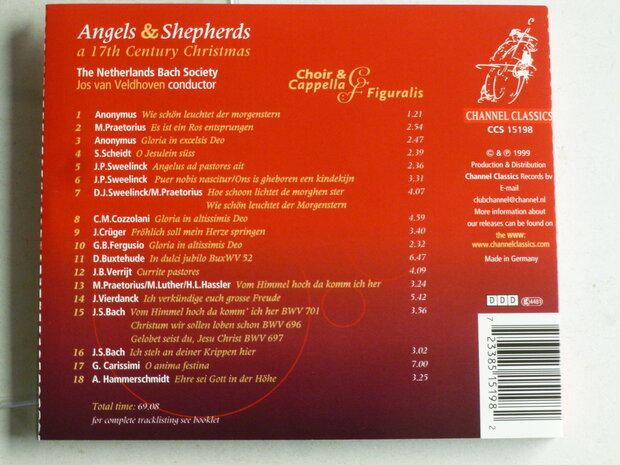 Angels & Shepherds
a 17th Century Christmas
The Netherlands Bach Society
Jos van Veldhoven conductor
Choir &
Cappella
Figuralis
1 Anonymus Wie schön leuchtet der morgenstern 1.21
2 M.Praetorius Es ist ein Ros entsprungen 2.54
3 Anonymus Gloria in excelsis Deo 2.47
4 S.Scheidt O Jesulein süss 2.39
5 J.P.Sweelinck Angelus ad pastores ait 2.36
6 J.P.Sweelinck Puer nobis nascitur/Ons is gheboren een kindekijn 3.31
7 D.J.Sweelinck/M.Praetorius Hoe schoon lichtet de morghen ster 4.07
Wie schön leuchtet der Morgenstern
8 C.M.Cozzolani Gloria in altissimis Deo 4.59
9 J.Crüger Fröhlich soll mein Herze springen 3.40
10 G.B.Fergusio Gloria in altissimis Deo 2.32
11 D.Buxtehude In dulci jubilo BuxWV 52 6.47
12 J.B.Verrijt Currite pastores 4.09
13 M.Praetorius/M.Luther/H.L.Hassler Vom Himmel hoch da komm ich her 3.24
14 J.Vierdanck Ich verkündige euch grosse Freude 5.42
15 J.S.Bach Vom Himmel hoch da komm' ich her BWV 701 3.56
Christum wir sollen loben schon BWV 696
Gelobet seist du, Jesu Christ BWV 697
16 J.S.Bach Ich steh an deiner Krippen hier 3.02
17 G. Carissimi O anima festina 7.00
18 A. Hammerschmidt Ehre sei Gott in der Höhe 3.25
Total time: 69.08
for complete tracklisting see booklet
CHANNEL CLASSICS
CCS 15198
© & ℗ 1999
Production & Distribution
Channel Classics Records bv
E-mail
clubchannel@channel.nl
More information about
our releases can be found on
the WWW:
www.channelclassics.com
Made in Germany
DDD
4481
7 23385 15198 2